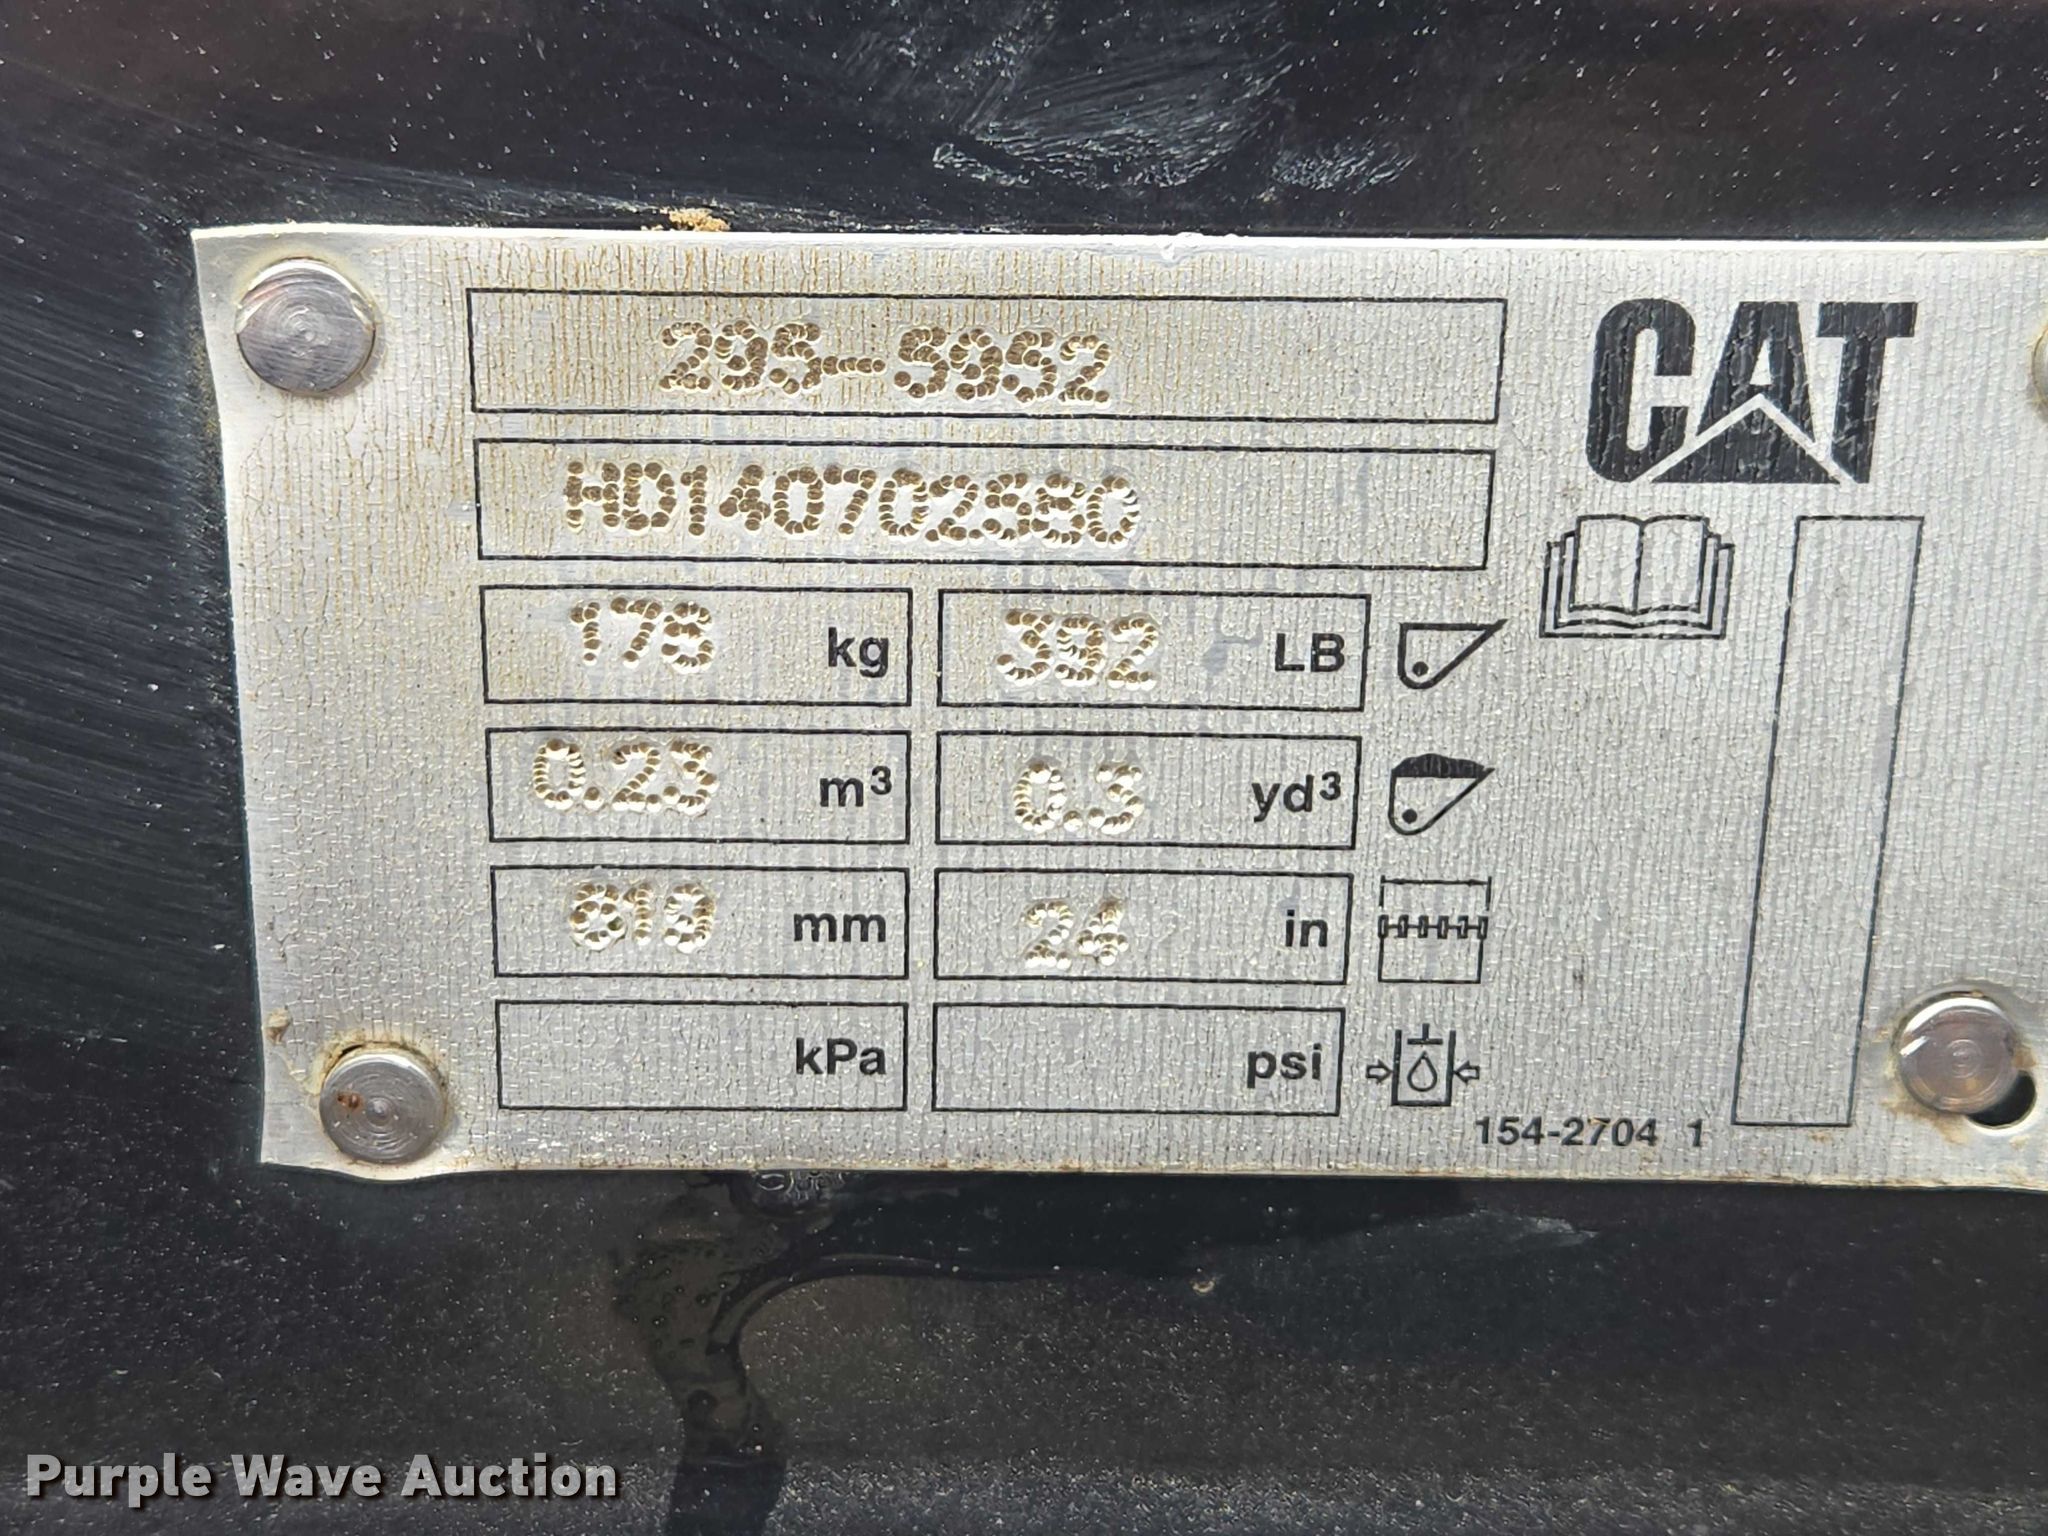 295-5952
CAT
HD140702580
178 kg 392 LB
0.23 m³ 0.3 yd³
mm 24 in
kPa psi
154-2704 1
Purple Wave Auction